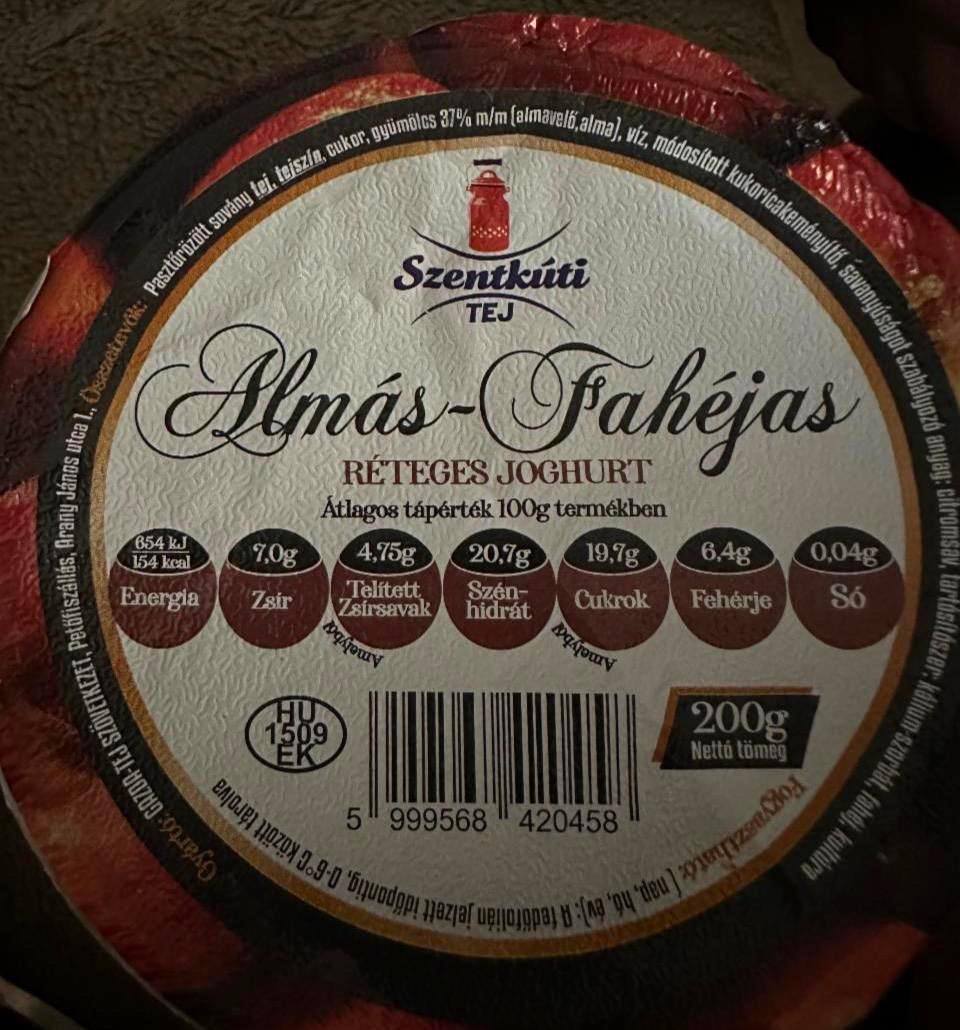 Összetevők: Pasztőrözött sovány tej, tejszín, cukor, gyümölcs 37% m/m (almavelő, alma), víz, módosított kukoricakeményítő, savanyúságot szabályozó anyag: citromsav, tartósítószer: kálium-szorbát, fahéj, kultúra
Szentkúti
TEJ
Almás-Fahéjas
RÉTEGES JOGHURT
Átlagos tápérték 100g termékben
654 kJ
154 kcal
Energia
7,0g
Zsír
4,75g
Telített
Zsírsavak
Amelyből
20,7g
Szén-
hidrát
19,7g
Cukrok
Amelyből
6,4g
Fehérje
0,04g
Só
HU
1509
EK
5 999568 420458
200g
Nettó tömeg
Fogyasztható: ( nap, hó, év): A fedőfólián jelzett időpontig, 0-6°C között tárolva
Gyártó: GAZDA-TEJ SZÖVETKEZET, Petőfiszállás, Arany János utca 1.,